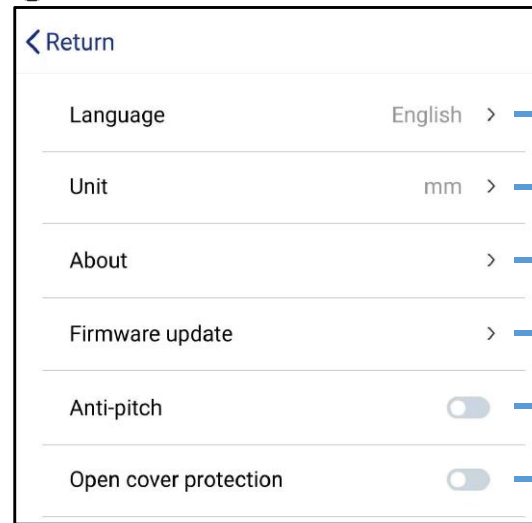 Return
Language English
Unit mm
About
Firmware update
Anti-pitch
Open cover protection